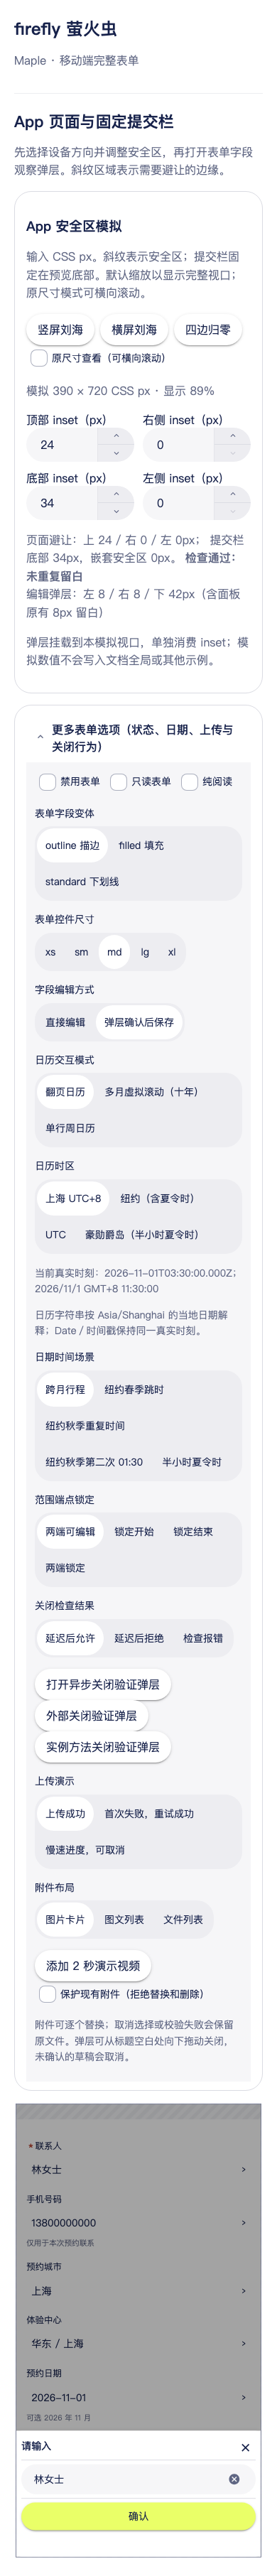 firefly 萤火虫
Maple · 移动端完整表单
App 页面与固定提交栏
先选择设备方向并调整安全区，再打开表单字段
观察弹层。斜纹区域表示需要避让的边缘。
App 安全区模拟
输入 CSS px。斜纹表示安全区；提交栏固
定在预览底部。默认缩放以显示完整视口；
原尺寸模式可横向滚动。
竖屏刘海 横屏刘海 四边归零
原尺寸查看（可横向滚动）
模拟 390 × 720 CSS px · 显示 89%
顶部 inset（px） 右侧 inset（px）
24 0
底部 inset（px） 左侧 inset（px）
34 0
页面避让：上 24 / 右 0 / 左 0px； 提交栏
底部 34px，嵌套安全区 0px。 检查通过：
未重复留白
编辑弹层：左 8 / 右 8 / 下 42px（含面板
原有 8px 留白）
弹层挂载到本模拟视口，单独消费 inset；模
拟数值不会写入文档全局或其他示例。
更多表单选项（状态、日期、上传与
关闭行为）
禁用表单 只读表单 纯阅读
表单字段变体
outline 描边 filled 填充
standard 下划线
表单控件尺寸
xs sm md lg xl
字段编辑方式
直接编辑 弹层确认后保存
日历交互模式
翻页日历 多月虚拟滚动（十年）
单行周日历
日历时区
上海 UTC+8 纽约（含夏令时）
UTC 豪勋爵岛（半小时夏令时）
当前真实时刻：2026-11-01T03:30:00.000Z；
2026/11/1 GMT+8 11:30:00
日历字符串按 Asia/Shanghai 的当地日期解
释；Date / 时间戳保持同一真实时刻。
日期时间场景
跨月行程 纽约春季跳时
纽约秋季重复时间
纽约秋季第二次 01:30 半小时夏令时
范围端点锁定
两端可编辑 锁定开始 锁定结束
两端锁定
关闭检查结果
延迟后允许 延迟后拒绝 检查报错
打开异步关闭验证弹层
外部关闭验证弹层
实例方法关闭验证弹层
上传演示
上传成功 首次失败，重试成功
慢速进度，可取消
附件布局
图片卡片 图文列表 文件列表
添加 2 秒演示视频
保护现有附件（拒绝替换和删除）
附件可逐个替换；取消选择或校验失败会保留
原文件。弹层可从标题空白处向下拖动关闭，
未确认的草稿会取消。
* 联系人
林女士
手机号码
13800000000
仅用于本次预约联系
预约城市
上海
体验中心
华东 / 上海
预约日期
2026-11-01
可选 2026 年 11 月
请输入
林女士
确认